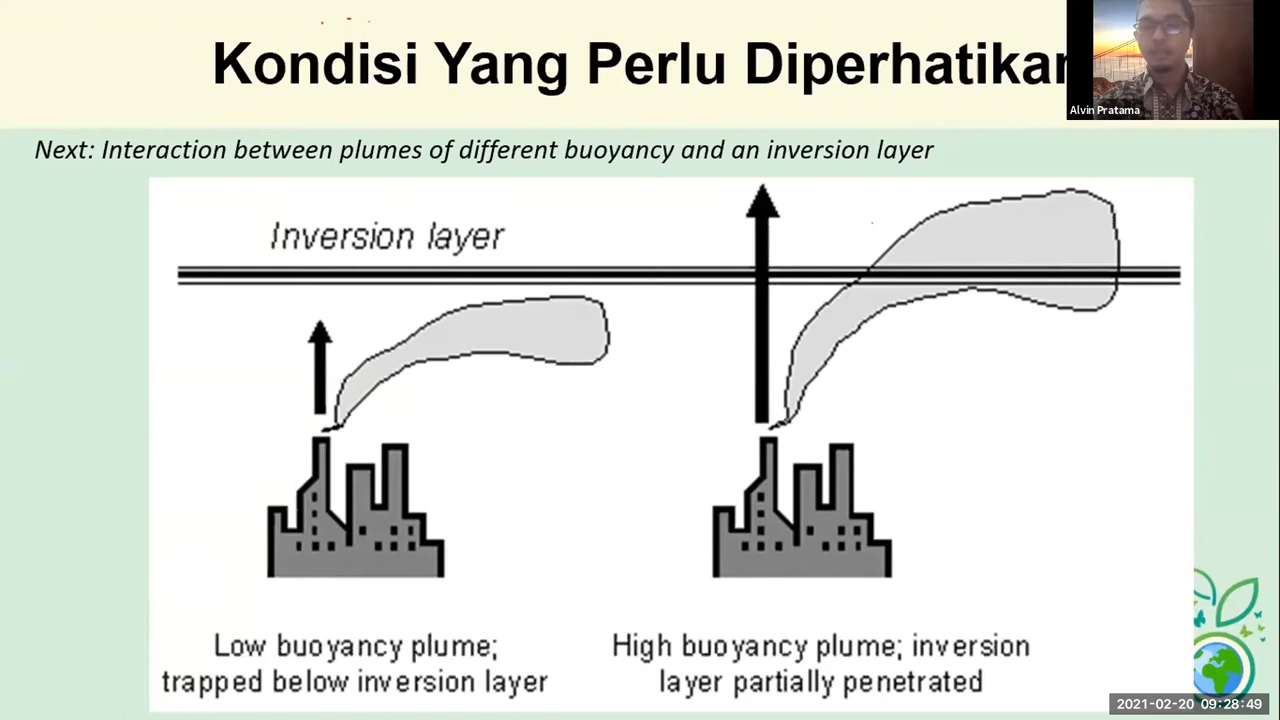 Kondisi Yang Perlu Diperhatikan
Alvin Pratama
Next: Interaction between plumes of different buoyancy and an inversion layer
Inversion layer
Low buoyancy plume;
trapped below inversion layer
High buoyancy plume; inversion
layer partially penetrated
2021-02-20 09:28:49